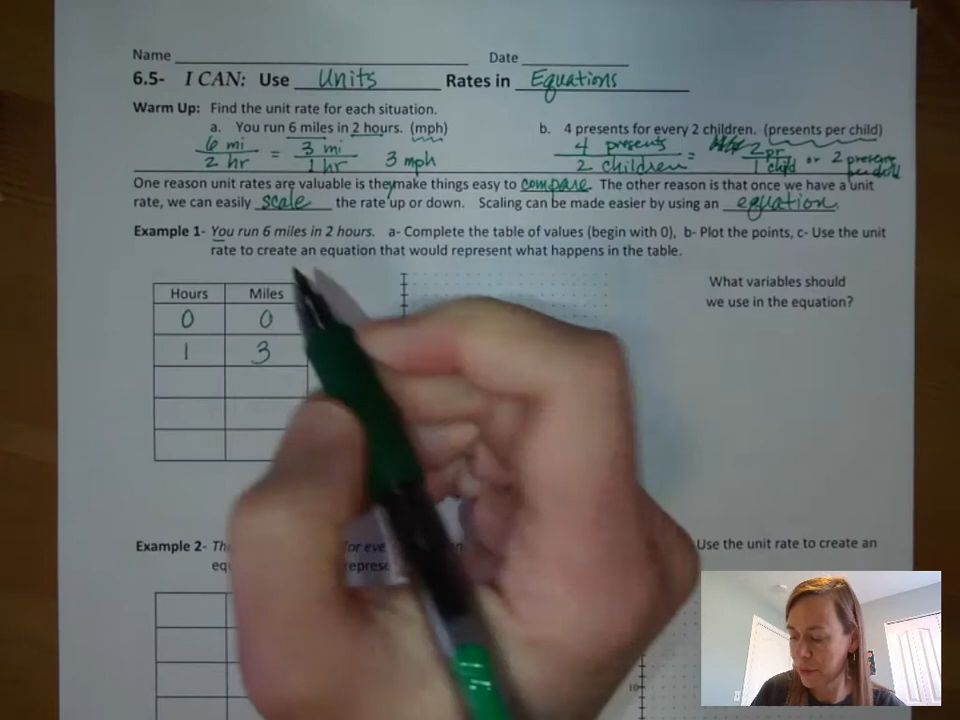 Name ____________ Date ____________
6.5- I CAN: Use Units Rates in Equations
Warm Up: Find the unit rate for each situation.
a. You run 6 miles in 2 hours. (mph) b. 4 presents for every 2 children. (presents per child)
6 mi / 2 hr = 3 mi / 1 hr 3 mph 4 presents / 2 children = 2 pr / 1 child or 2 presents
One reason unit rates are valuable is they make things easy to compare. The other reason is that once we have a unit
rate, we can easily scale the rate up or down. Scaling can be made easier by using an equation.
Example 1- You run 6 miles in 2 hours. a- Complete the table of values (begin with 0), b- Plot the points, c- Use the unit
rate to create an equation that would represent what happens in the table.
What variables should
we use in the equation?
Hours Miles
0 0
1 3
Example 2- for Use the unit rate to create an
10